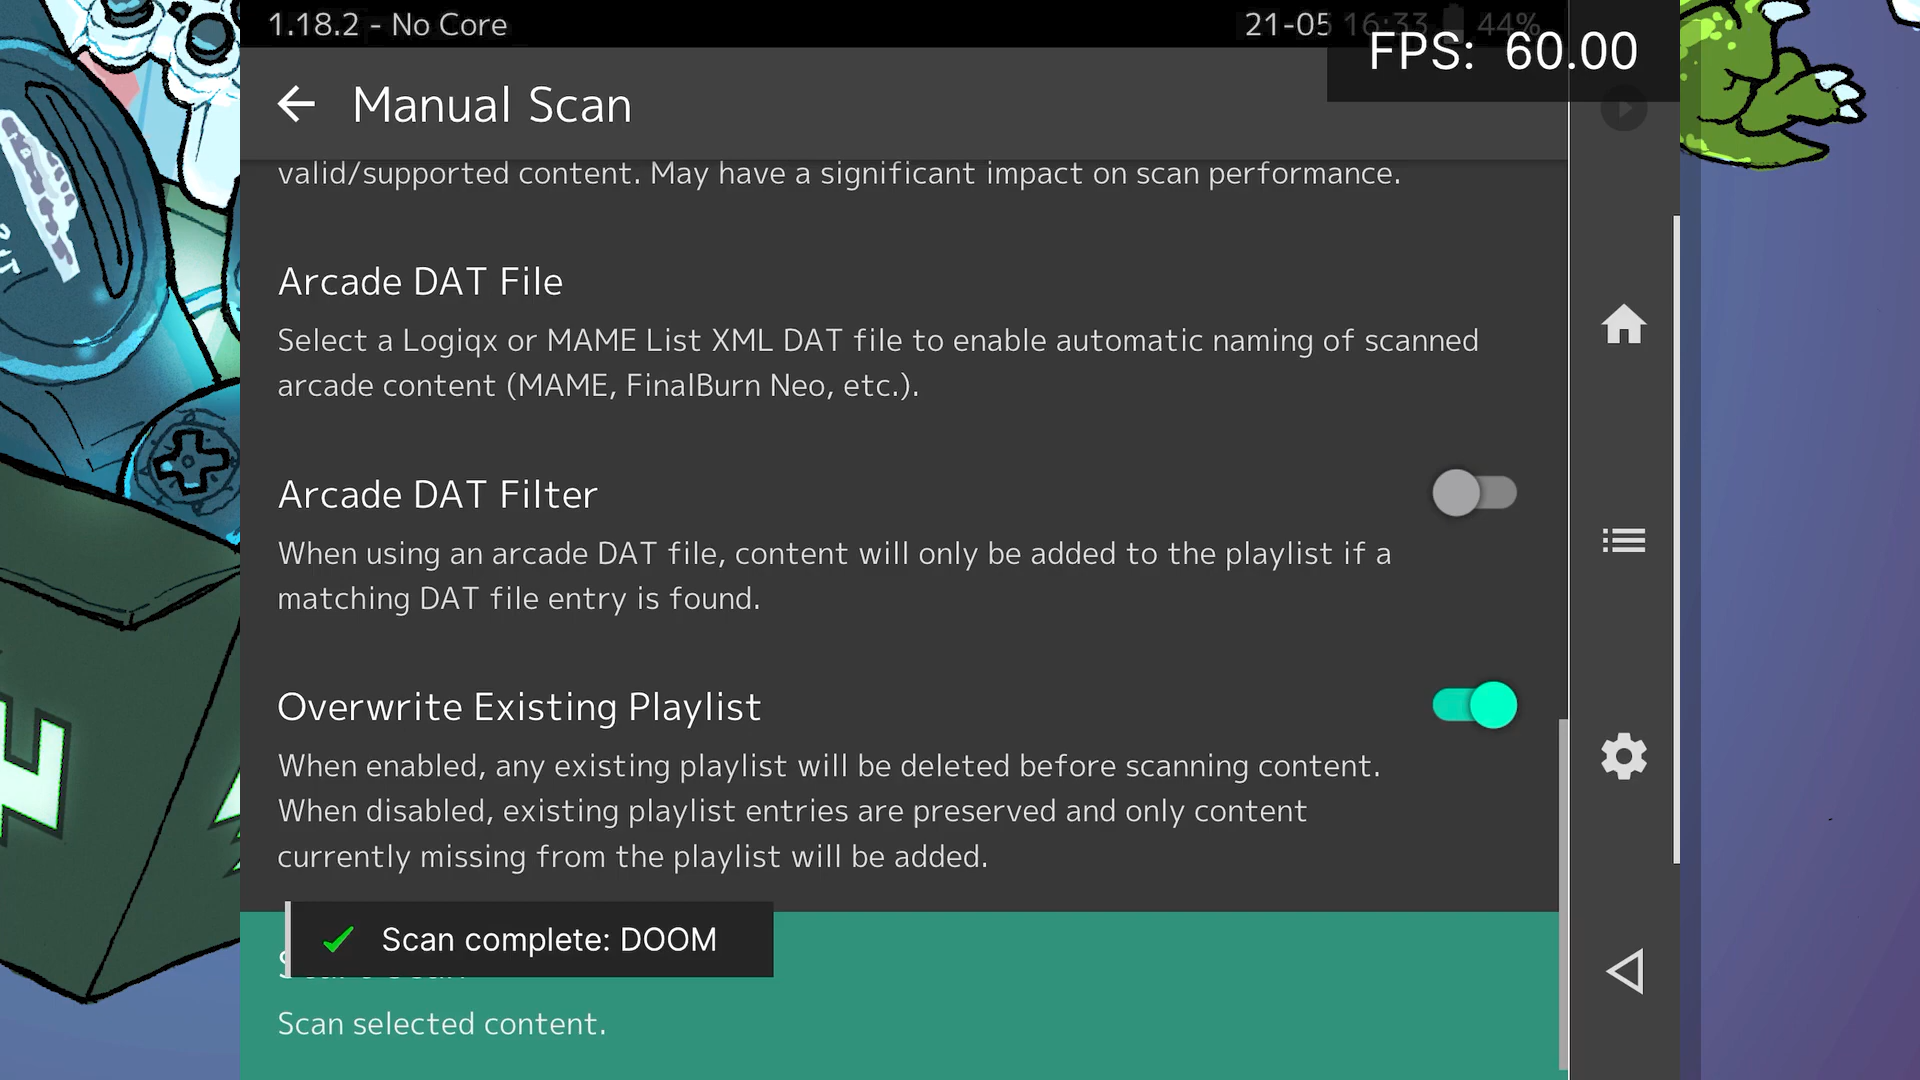 1.18.2 - No Core
21-05 16:33 44%
FPS: 60.00
Manual Scan
valid/supported content. May have a significant impact on scan performance.
Arcade DAT File
Select a Logiqx or MAME List XML DAT file to enable automatic naming of scanned
arcade content (MAME, FinalBurn Neo, etc.).
Arcade DAT Filter
When using an arcade DAT file, content will only be added to the playlist if a
matching DAT file entry is found.
Overwrite Existing Playlist
When enabled, any existing playlist will be deleted before scanning content.
When disabled, existing playlist entries are preserved and only content
currently missing from the playlist will be added.
Scan complete: DOOM
Scan selected content.